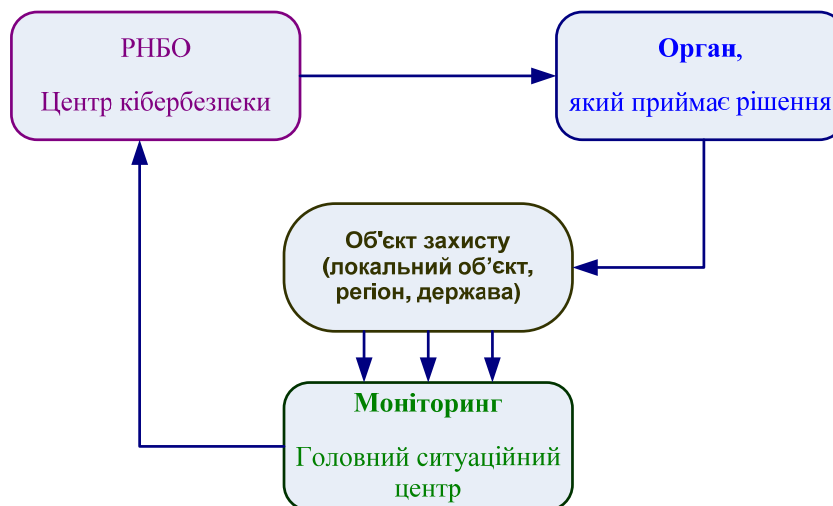 РНБО
Центр кібербезпеки
Орган,
який приймає рішення
Об'єкт захисту
(локальний об’єкт,
регіон, держава)
Моніторинг
Головний ситуаційний
центр